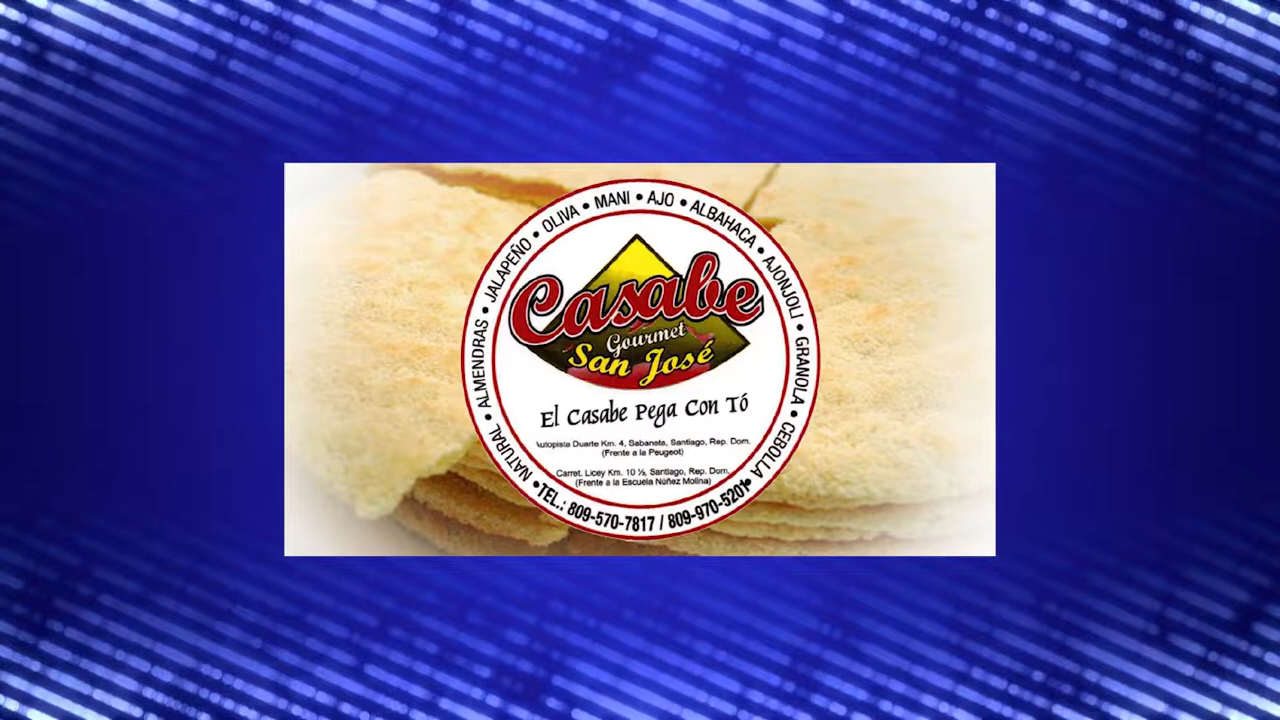 NATURAL • ALMENDRAS • JALAPEÑO • OLIVA • MANI • AJO • ALBAHACA • AJONJOLI • GRANOLA • CEBOLLA
Casabe
Gourmet
San José
El Casabe Pega Con Tó
Autopista Duarte Km. 4, Sabaneta, Santiago, Rep. Dom.
(Frente a la Peugeot)
Carret. Licey Km. 10 ½, Santiago, Rep. Dom.
(Frente a la Escuela Núñez Molina)
•TEL.: 809-570-7817 / 809-970-5201•